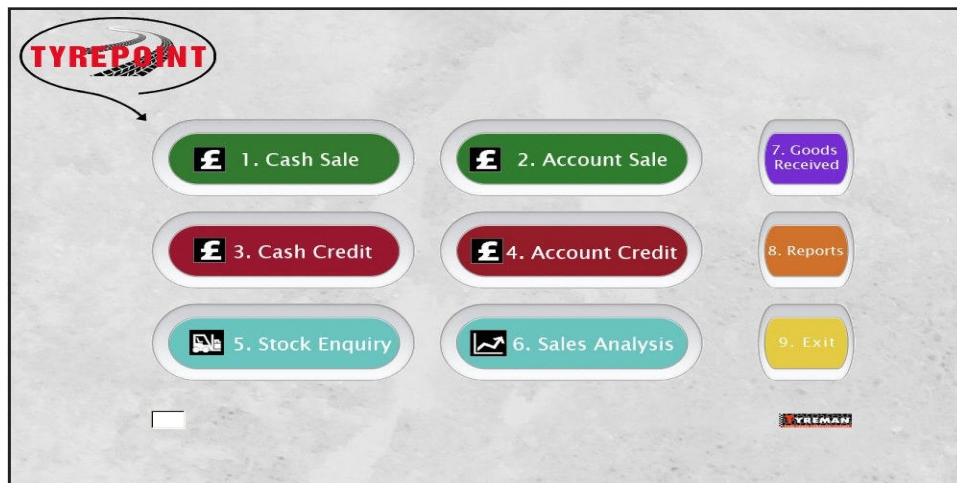 TYREPOINT
£ 1. Cash Sale
£ 2. Account Sale
7. Goods
Received
£ 3. Cash Credit
£ 4. Account Credit
8. Reports
5. Stock Enquiry
6. Sales Analysis
9. Exit
TYREMAN